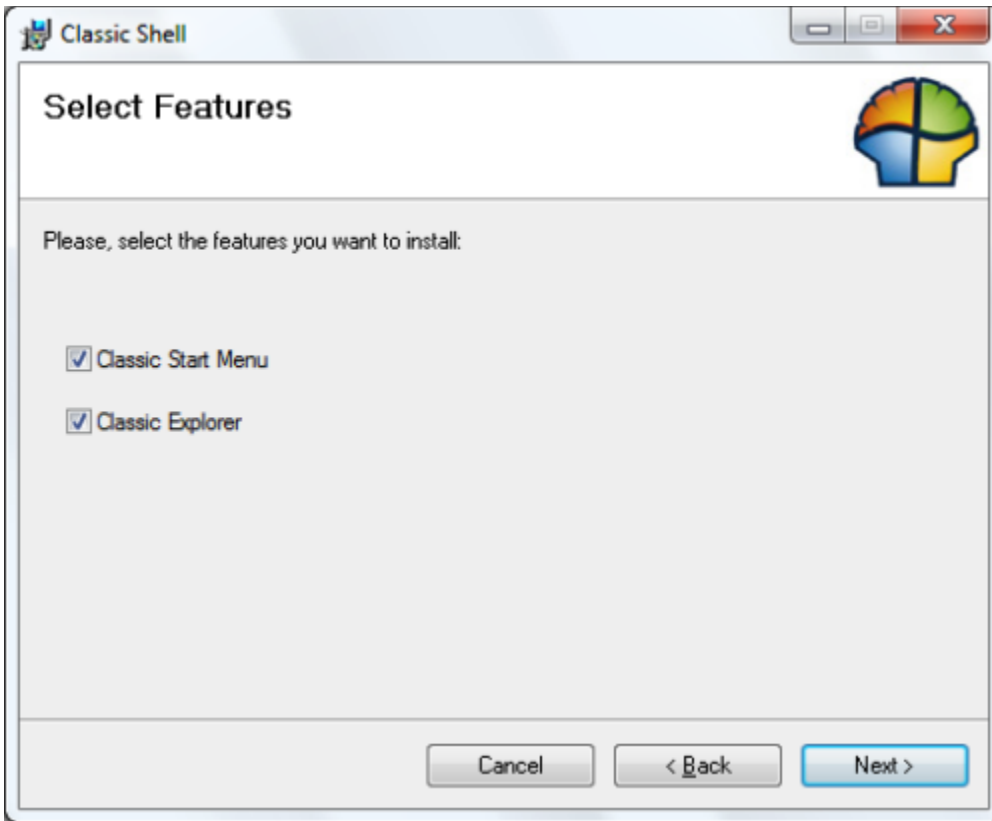 Classic Shell
Select Features
Please, select the features you want to install:
Classic Start Menu
Classic Explorer
Cancel
< Back
Next >